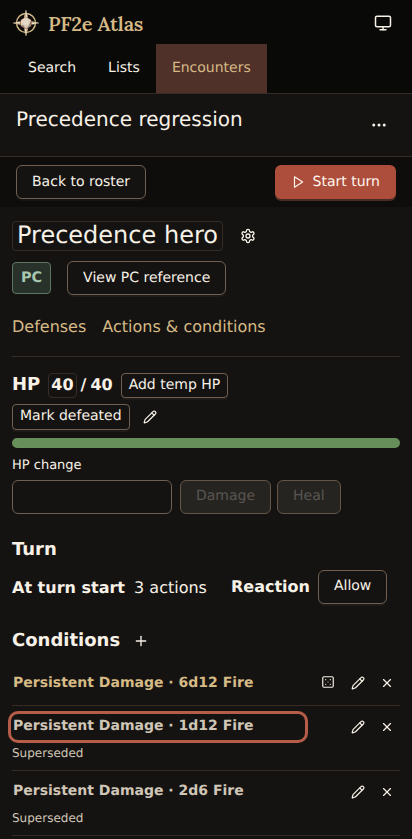 PF2e Atlas
Search Lists Encounters
Precedence regression
...
Back to roster Start turn
Precedence hero
PC View PC reference
Defenses Actions & conditions
HP 40 / 40 Add temp HP
Mark defeated
HP change
Damage Heal
Turn
At turn start 3 actions Reaction Allow
Conditions +
Persistent Damage · 6d12 Fire
Persistent Damage · 1d12 Fire
Superseded
Persistent Damage · 2d6 Fire
Superseded